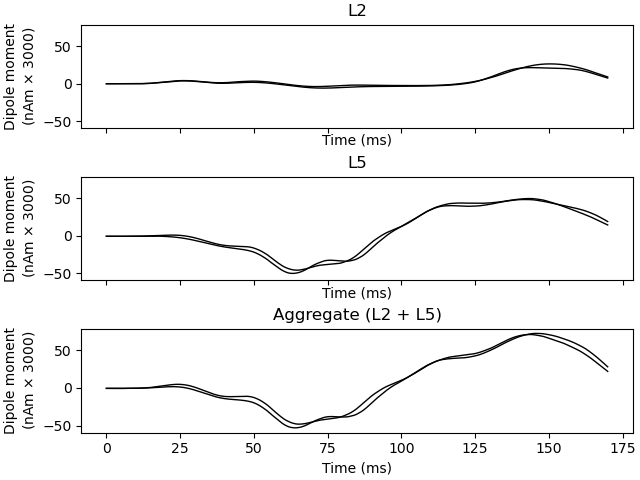 L2
Dipole moment
(nAm × 3000)
50
0
−50
Time (ms)
L5
Dipole moment
(nAm × 3000)
50
0
−50
Time (ms)
Aggregate (L2 + L5)
Dipole moment
(nAm × 3000)
50
0
−50
0 25 50 75 100 125 150 175
Time (ms)